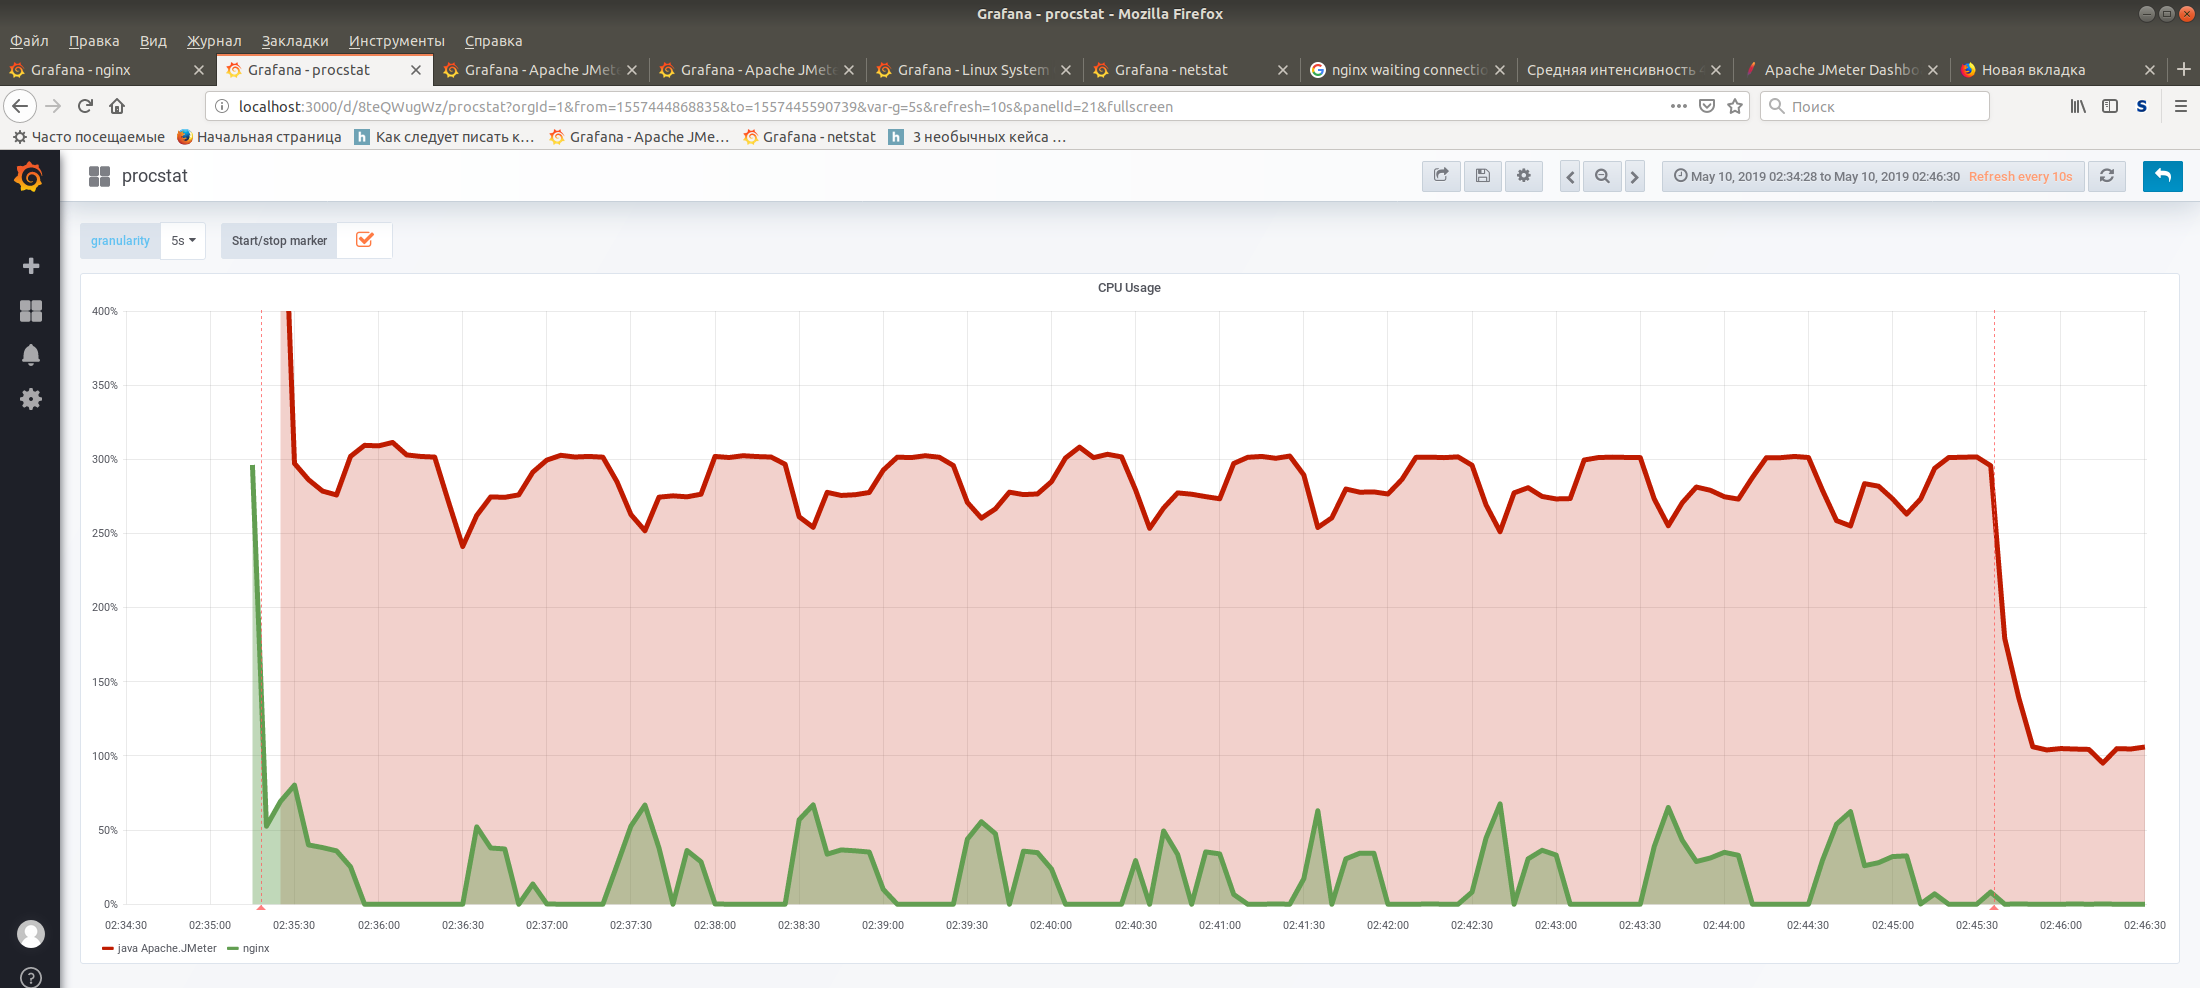 Grafana - procstat - Mozilla Firefox
Файл Правка Вид Журнал Закладки Инструменты Справка
Grafana - nginx Grafana - procstat Grafana - Apache JMet Grafana - Apache JMet Grafana - Linux System Grafana - netstat nginx waiting connectio Средняя интенсивность Apache JMeter Dashbo Новая вкладка
localhost:3000/d/8teQWugWz/procstat?orgId=1&from=1557444868835&to=1557445590739&var-g=5s&refresh=10s&panelId=21&fullscreen Поиск S
Часто посещаемые Начальная страница h Как следует писать к… Grafana - Apache JMe… Grafana - netstat h 3 необычных кейса …
procstat May 10, 2019 02:34:28 to May 10, 2019 02:46:30 Refresh every 10s
granularity 5s Start/stop marker
CPU Usage
400%
350%
300%
250%
200%
150%
100%
50%
0%
02:34:30 02:35:00 02:35:30 02:36:00 02:36:30 02:37:00 02:37:30 02:38:00 02:38:30 02:39:00 02:39:30 02:40:00 02:40:30 02:41:00 02:41:30 02:42:00 02:42:30 02:43:00 02:43:30 02:44:00 02:44:30 02:45:00 02:45:30 02:46:00 02:46:30
java Apache.JMeter nginx